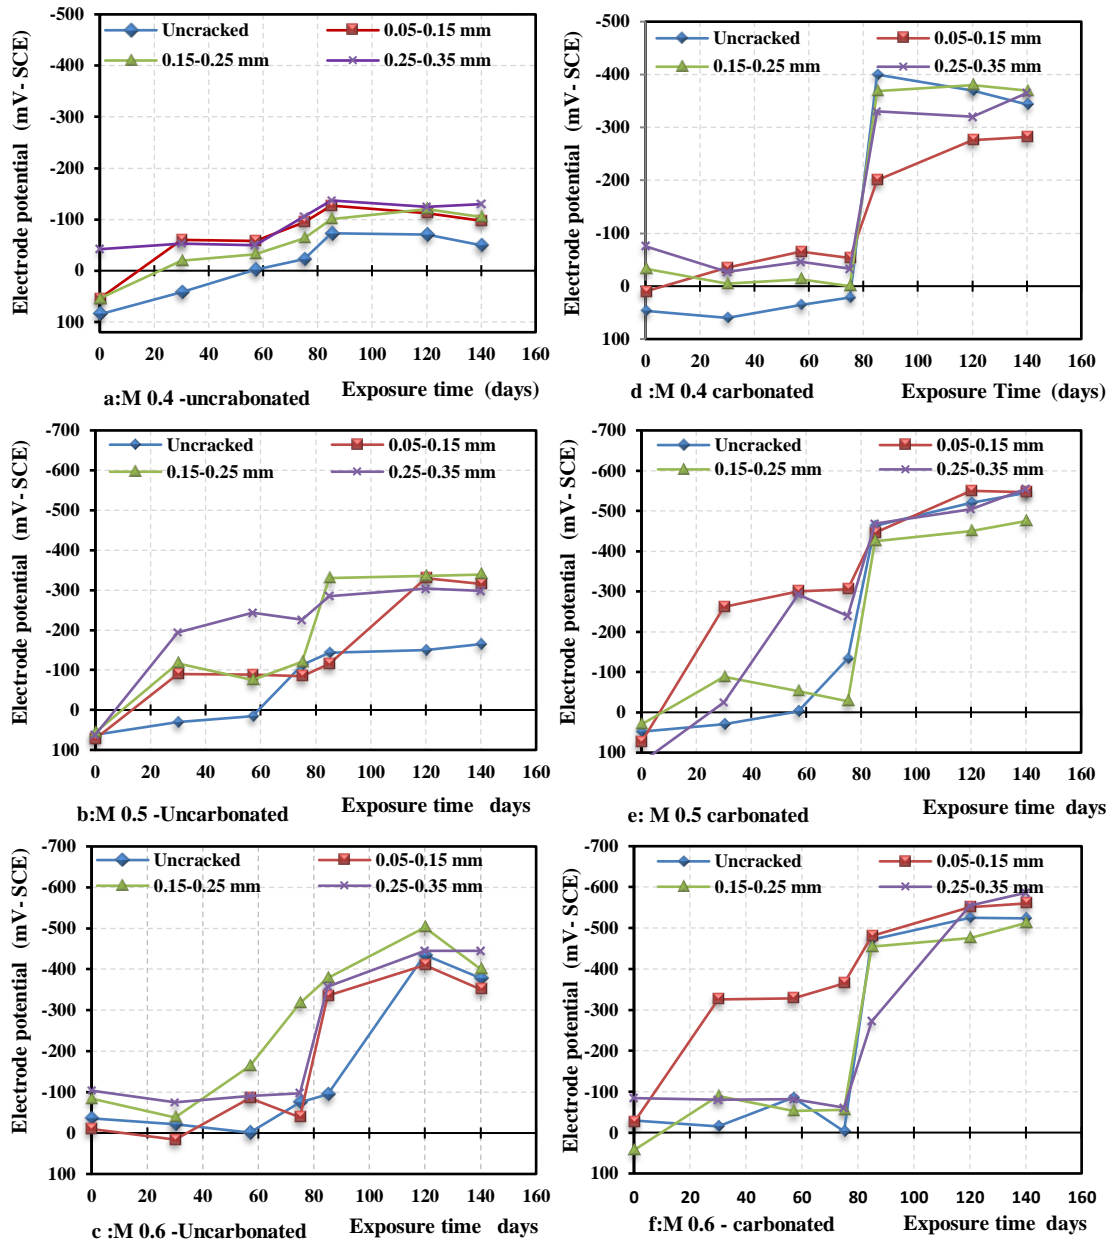 Electrode potential (mV- SCE)
-500
-400
-300
-200
-100
0
100
Uncracked
0.05-0.15 mm
0.15-0.25 mm
0.25-0.35 mm
0 20 40 60 80 100 120 140 160
a:M 0.4 -uncrabonated
Exposure time (days)
Electrode potential (mV- SCE)
-500
-400
-300
-200
-100
0
100
Uncracked
0.05-0.15 mm
0.15-0.25 mm
0.25-0.35 mm
0 20 40 60 80 100 120 140 160
d :M 0.4 carbonated
Exposure Time (days)
Electrode potential (mV- SCE)
-700
-600
-500
-400
-300
-200
-100
0
100
Uncracked
0.05-0.15 mm
0.15-0.25 mm
0.25-0.35 mm
0 20 40 60 80 100 120 140 160
b:M 0.5 -Uncarbonated
Exposure time days
Electrode potential (mV- SCE)
-700
-600
-500
-400
-300
-200
-100
0
100
Uncracked
0.05-0.15 mm
0.15-0.25 mm
0.25-0.35 mm
0 20 40 60 80 100 120 140 160
e: M 0.5 carbonated
Exposure time days
Electrode potential (mV- SCE)
-700
-600
-500
-400
-300
-200
-100
0
100
Uncracked
0.05-0.15 mm
0.15-0.25 mm
0.25-0.35 mm
0 20 40 60 80 100 120 140 160
c :M 0.6 -Uncarbonated
Exposure time days
Electrode potential (mV- SCE)
-700
-600
-500
-400
-300
-200
-100
0
100
Uncracked
0.05-0.15 mm
0.15-0.25 mm
0.25-0.35 mm
0 20 40 60 80 100 120 140 160
f:M 0.6 - carbonated
Exposure time days